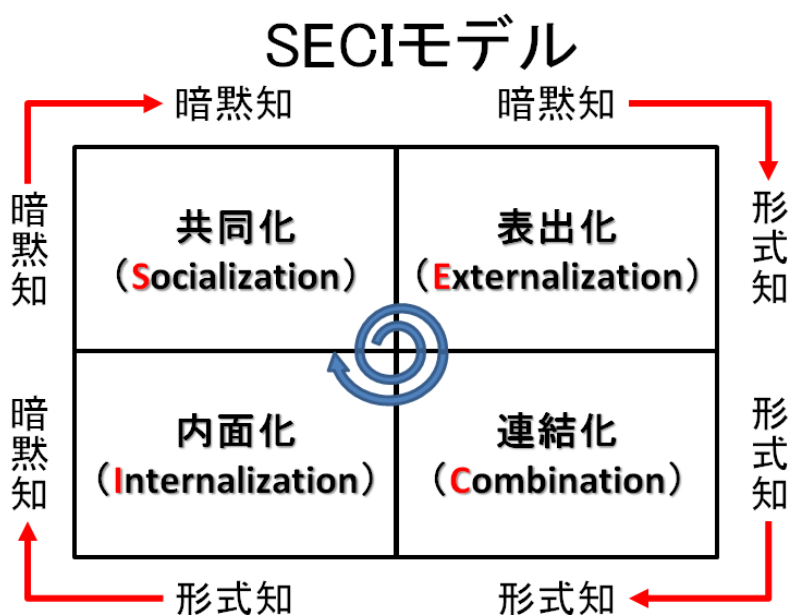 SECIモデル
暗黙知
暗黙知
暗黙知
共同化
（Socialization）
表出化
（Externalization）
形式知
暗黙知
内面化
（Internalization）
連結化
（Combination）
形式知
形式知
形式知